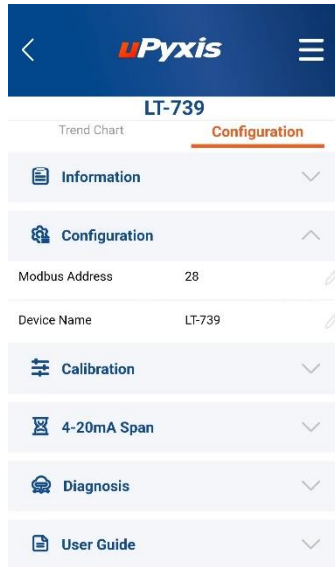 uPyxis
LT-739
Trend Chart Configuration
Information
Configuration
Modbus Address 28
Device Name LT-739
Calibration
4-20mA Span
Diagnosis
User Guide